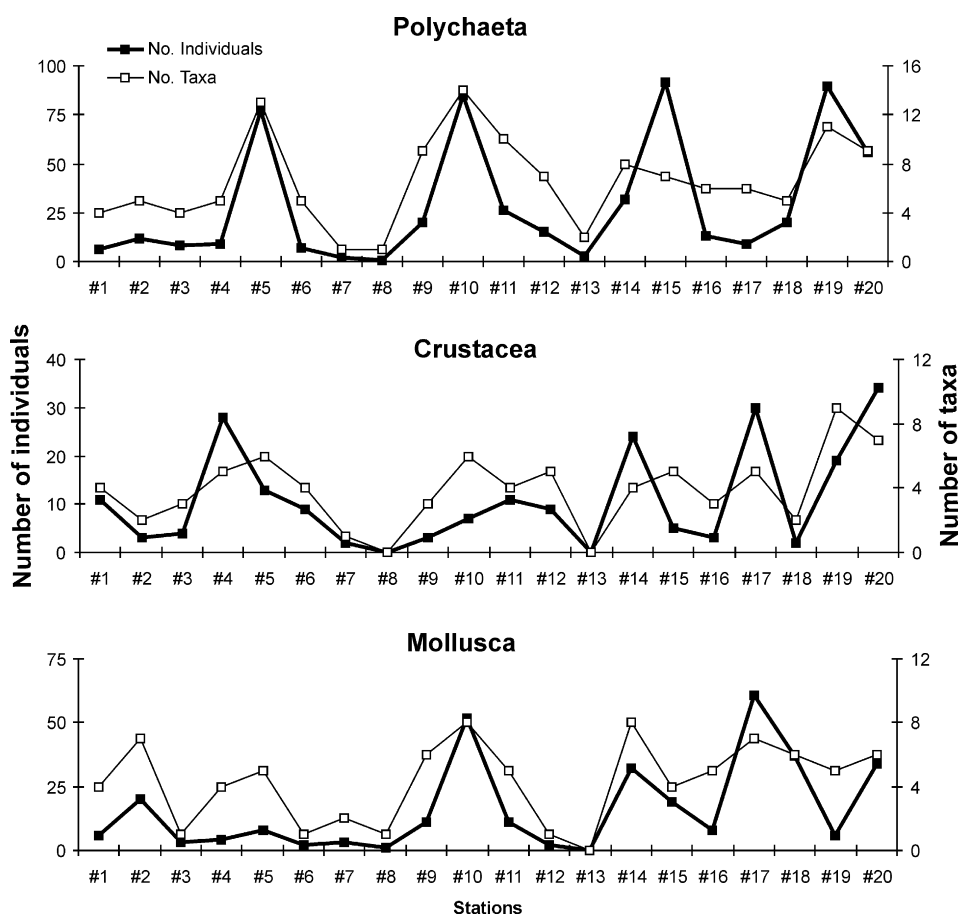 Polychaeta
No. Individuals
No. Taxa
100 75 50 25 0
16 12 8 4 0
#1 #2 #3 #4 #5 #6 #7 #8 #9 #10 #11 #12 #13 #14 #15 #16 #17 #18 #19 #20
Number of individuals
Number of taxa
Crustacea
40 30 20 10 0
12 8 4 0
#1 #2 #3 #4 #5 #6 #7 #8 #9 #10 #11 #12 #13 #14 #15 #16 #17 #18 #19 #20
Mollusca
75 50 25 0
12 8 4 0
#1 #2 #3 #4 #5 #6 #7 #8 #9 #10 #11 #12 #13 #14 #15 #16 #17 #18 #19 #20
Stations